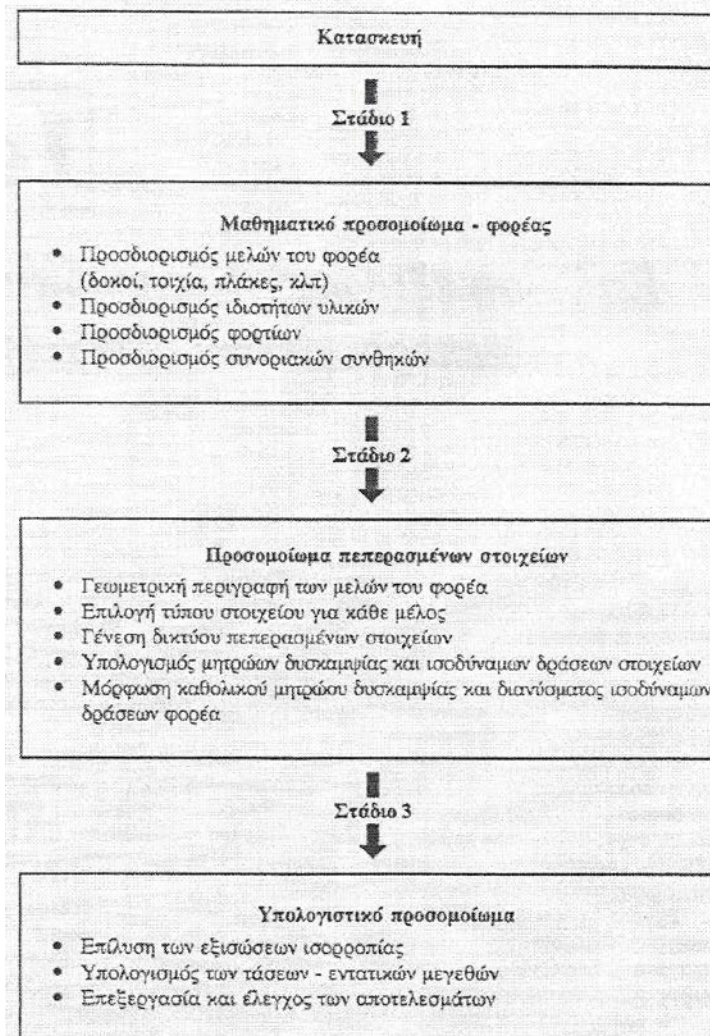 Κατασκευή
Στάδιο 1
Μαθηματικό προσομοίωμα - φορέας
• Προσδιορισμός μελών του φορέα
(δοκοί, τοιχία, πλάκες, κλπ)
• Προσδιορισμός ιδιοτήτων υλικών
• Προσδιορισμός φορτίων
• Προσδιορισμός συνοριακών συνθηκών
Στάδιο 2
Προσομοίωμα πεπερασμένων στοιχείων
• Γεωμετρική περιγραφή των μελών του φορέα
• Επιλογή τύπου στοιχείου για κάθε μέλος
• Γένεση δικτύου πεπερασμένων στοιχείων
• Υπολογισμός μητρώων δυσκαμψίας και ισοδύναμων δράσεων στοιχείων
• Μόρφωση καθολικού μητρώου δυσκαμψίας και διανύσματος ισοδύναμων
δράσεων φορέα
Στάδιο 3
Υπολογιστικό προσομοίωμα
• Επίλυση των εξισώσεων ισορροπίας
• Υπολογισμός των τάσεων - εντατικών μεγεθών
• Επεξεργασία και έλεγχος των αποτελεσμάτων